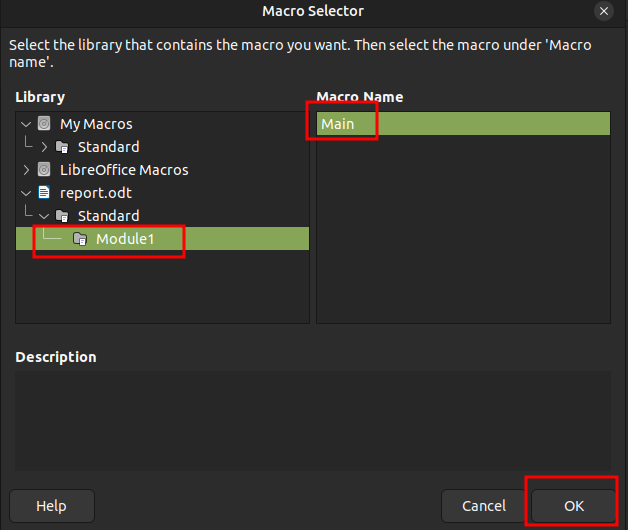 Macro Selector
Select the library that contains the macro you want. Then select the macro under 'Macro
name'.
Library
Macro Name
My Macros
Main
Standard
LibreOffice Macros
report.odt
Standard
Module1
Description
Help
Cancel
OK